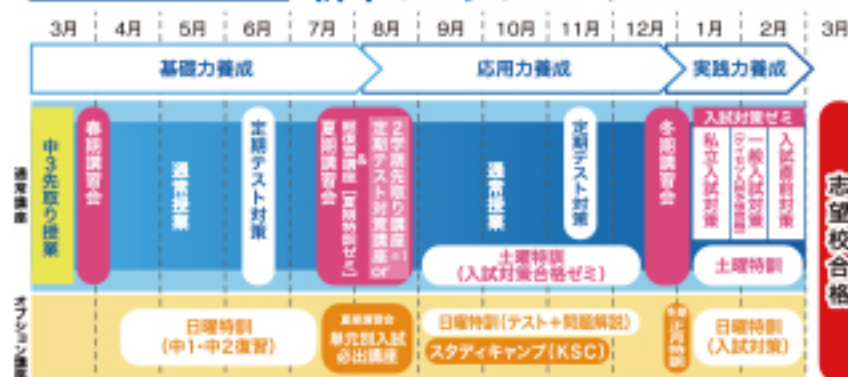 3月 4月 5月 6月 7月 8月 9月 10月 11月 12月 1月 2月 3月
基礎力養成 応用力養成 実践力養成
通常講座
中3先取り授業
春期講習会
通常授業
定期テスト対策
夏期講習会
&
2学期先取り講座※1
定期テスト対策講座or
通常授業
定期テスト対策
土曜特訓
(入試対策合格ゼミ)
冬期講習会
入試対策ゼミ
私立入試対策
一般入試対策
入試直前対策
土曜特訓
志望校合格
オプション講座
日曜特訓
(中1・中2復習)
夏期講習会
単元別入試
必出講座
日曜特訓(テスト+問題解説)
スタディキャンプ(KSC)
正月特訓
日曜特訓
(入試対策)